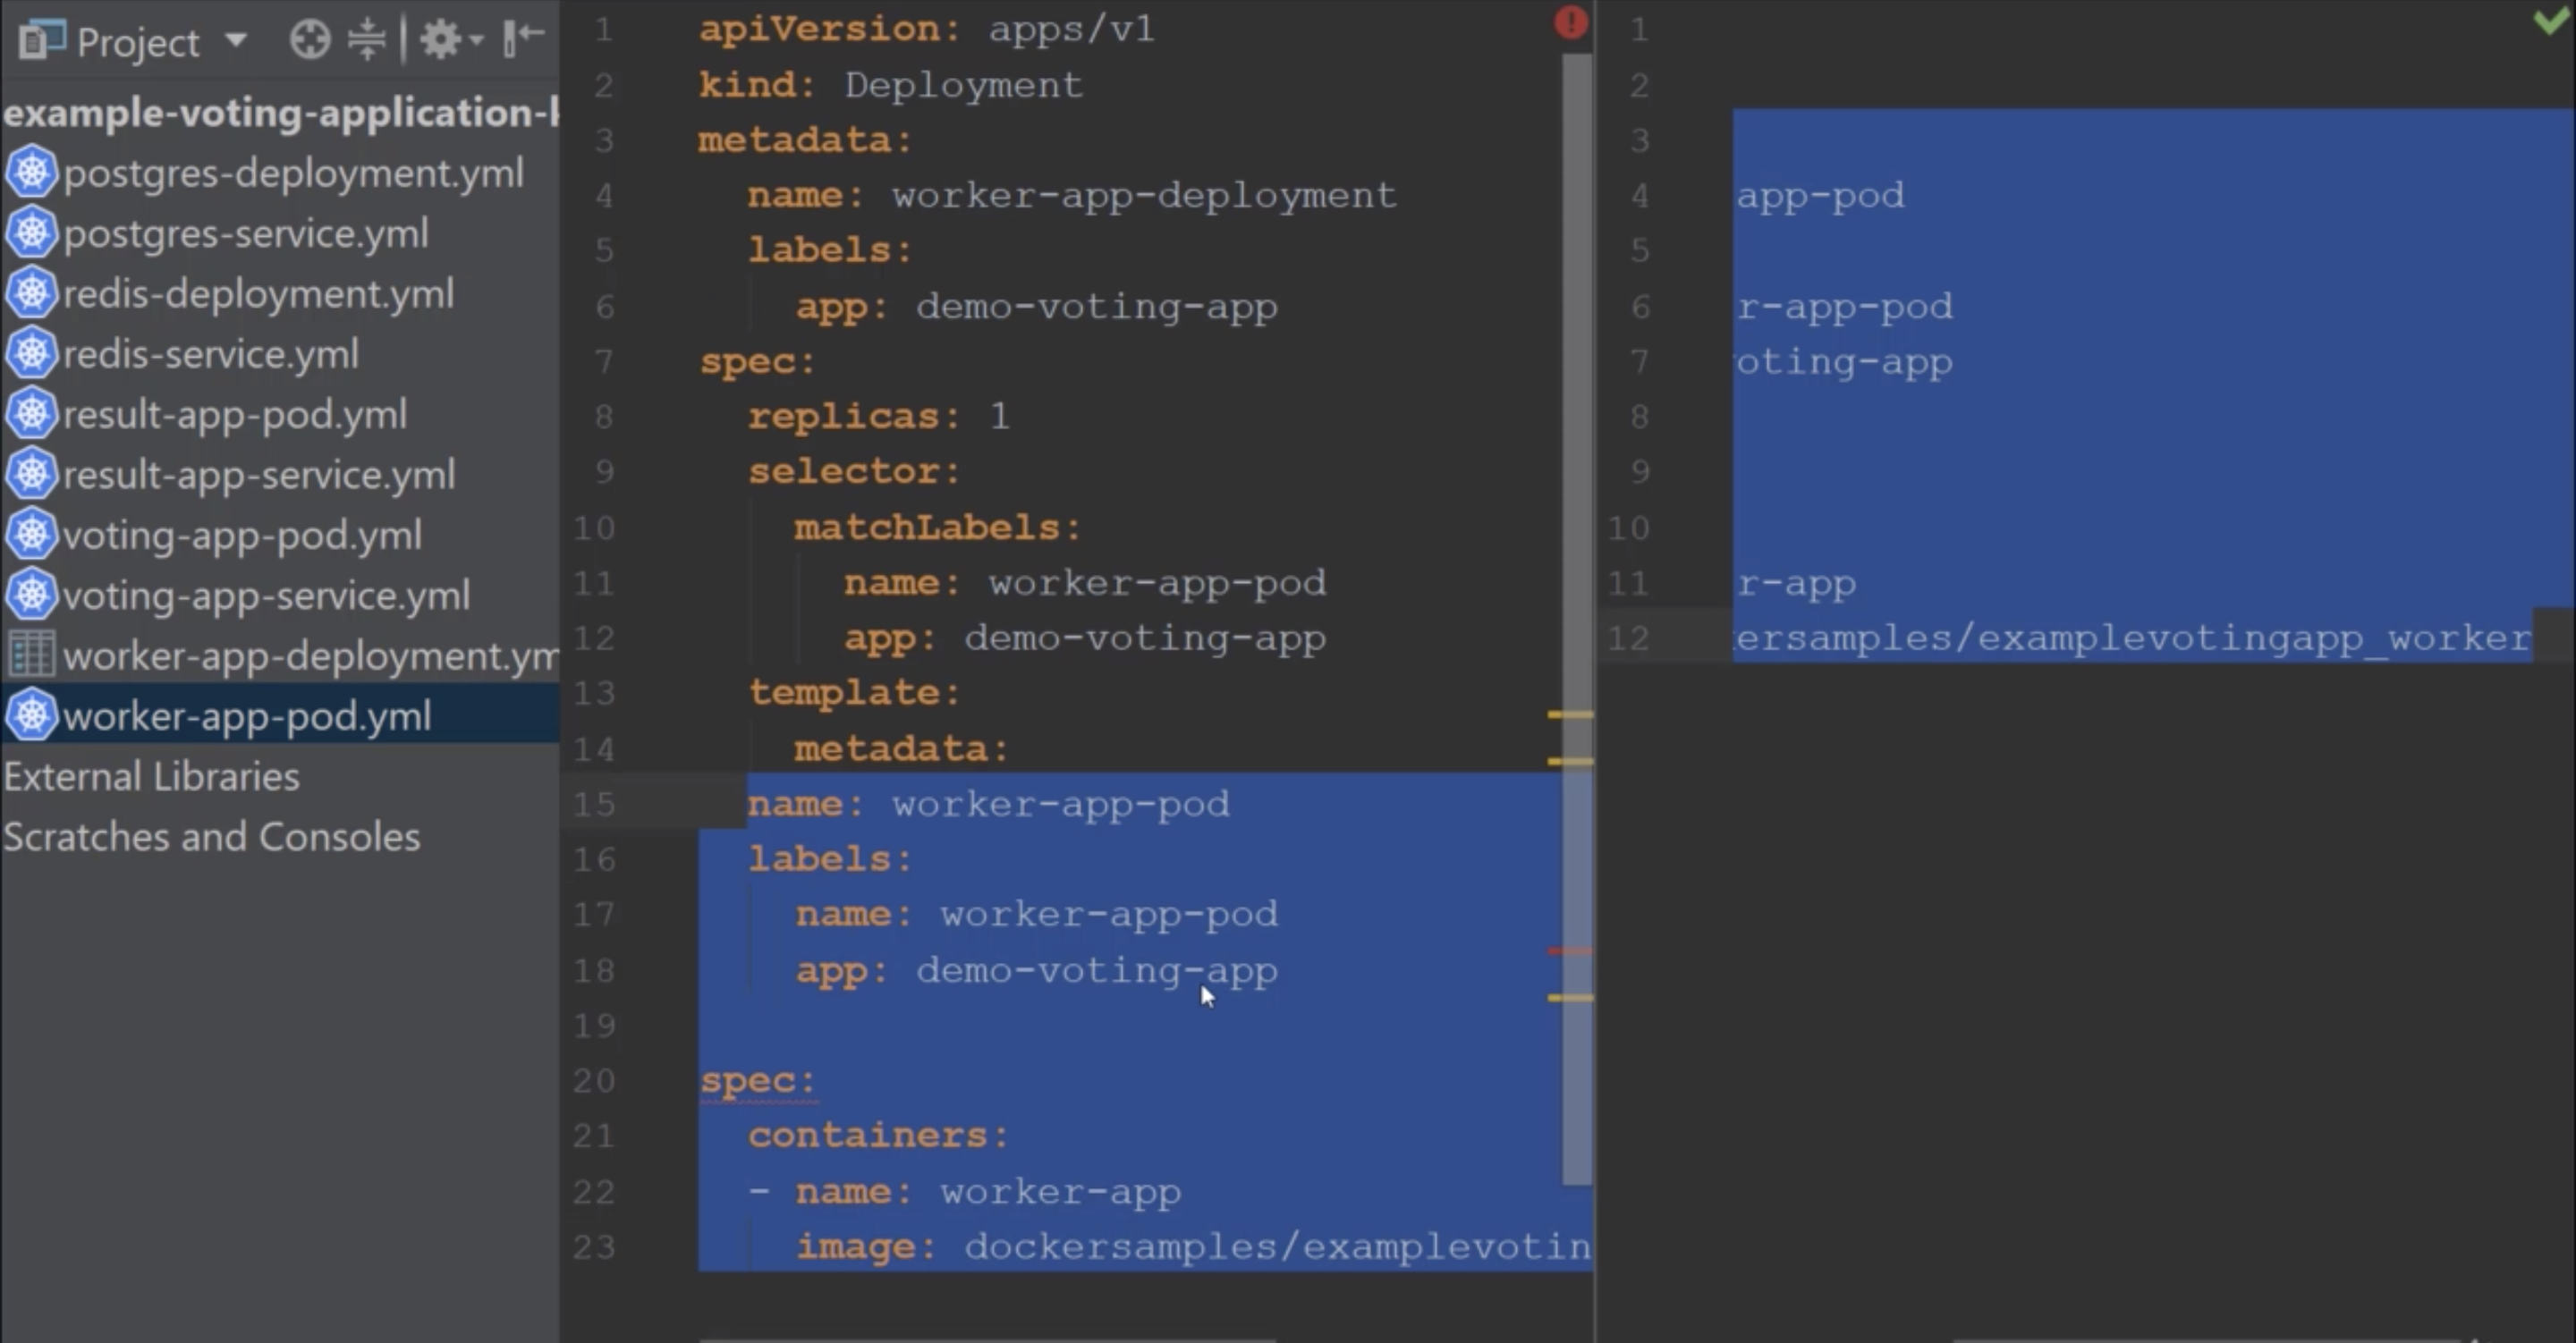 Project
example-voting-application-
postgres-deployment.yml
postgres-service.yml
redis-deployment.yml
redis-service.yml
result-app-pod.yml
result-app-service.yml
voting-app-pod.yml
voting-app-service.yml
worker-app-deployment.ym
worker-app-pod.yml
External Libraries
Scratches and Consoles
1 apiVersion: apps/v1
2 kind: Deployment
3 metadata:
4 name: worker-app-deployment
5 labels:
6 app: demo-voting-app
7 spec:
8 replicas: 1
9 selector:
10 matchLabels:
11 name: worker-app-pod
12 app: demo-voting-app
13 template:
14 metadata:
15 name: worker-app-pod
16 labels:
17 name: worker-app-pod
18 app: demo-voting-app
19
20 spec:
21 containers:
22 - name: worker-app
23 image: dockersamples/examplevotin
1
2
3
4 app-pod
5
6 r-app-pod
7 oting-app
8
9
10
11 r-app
12 ersamples/examplevotingapp_worker